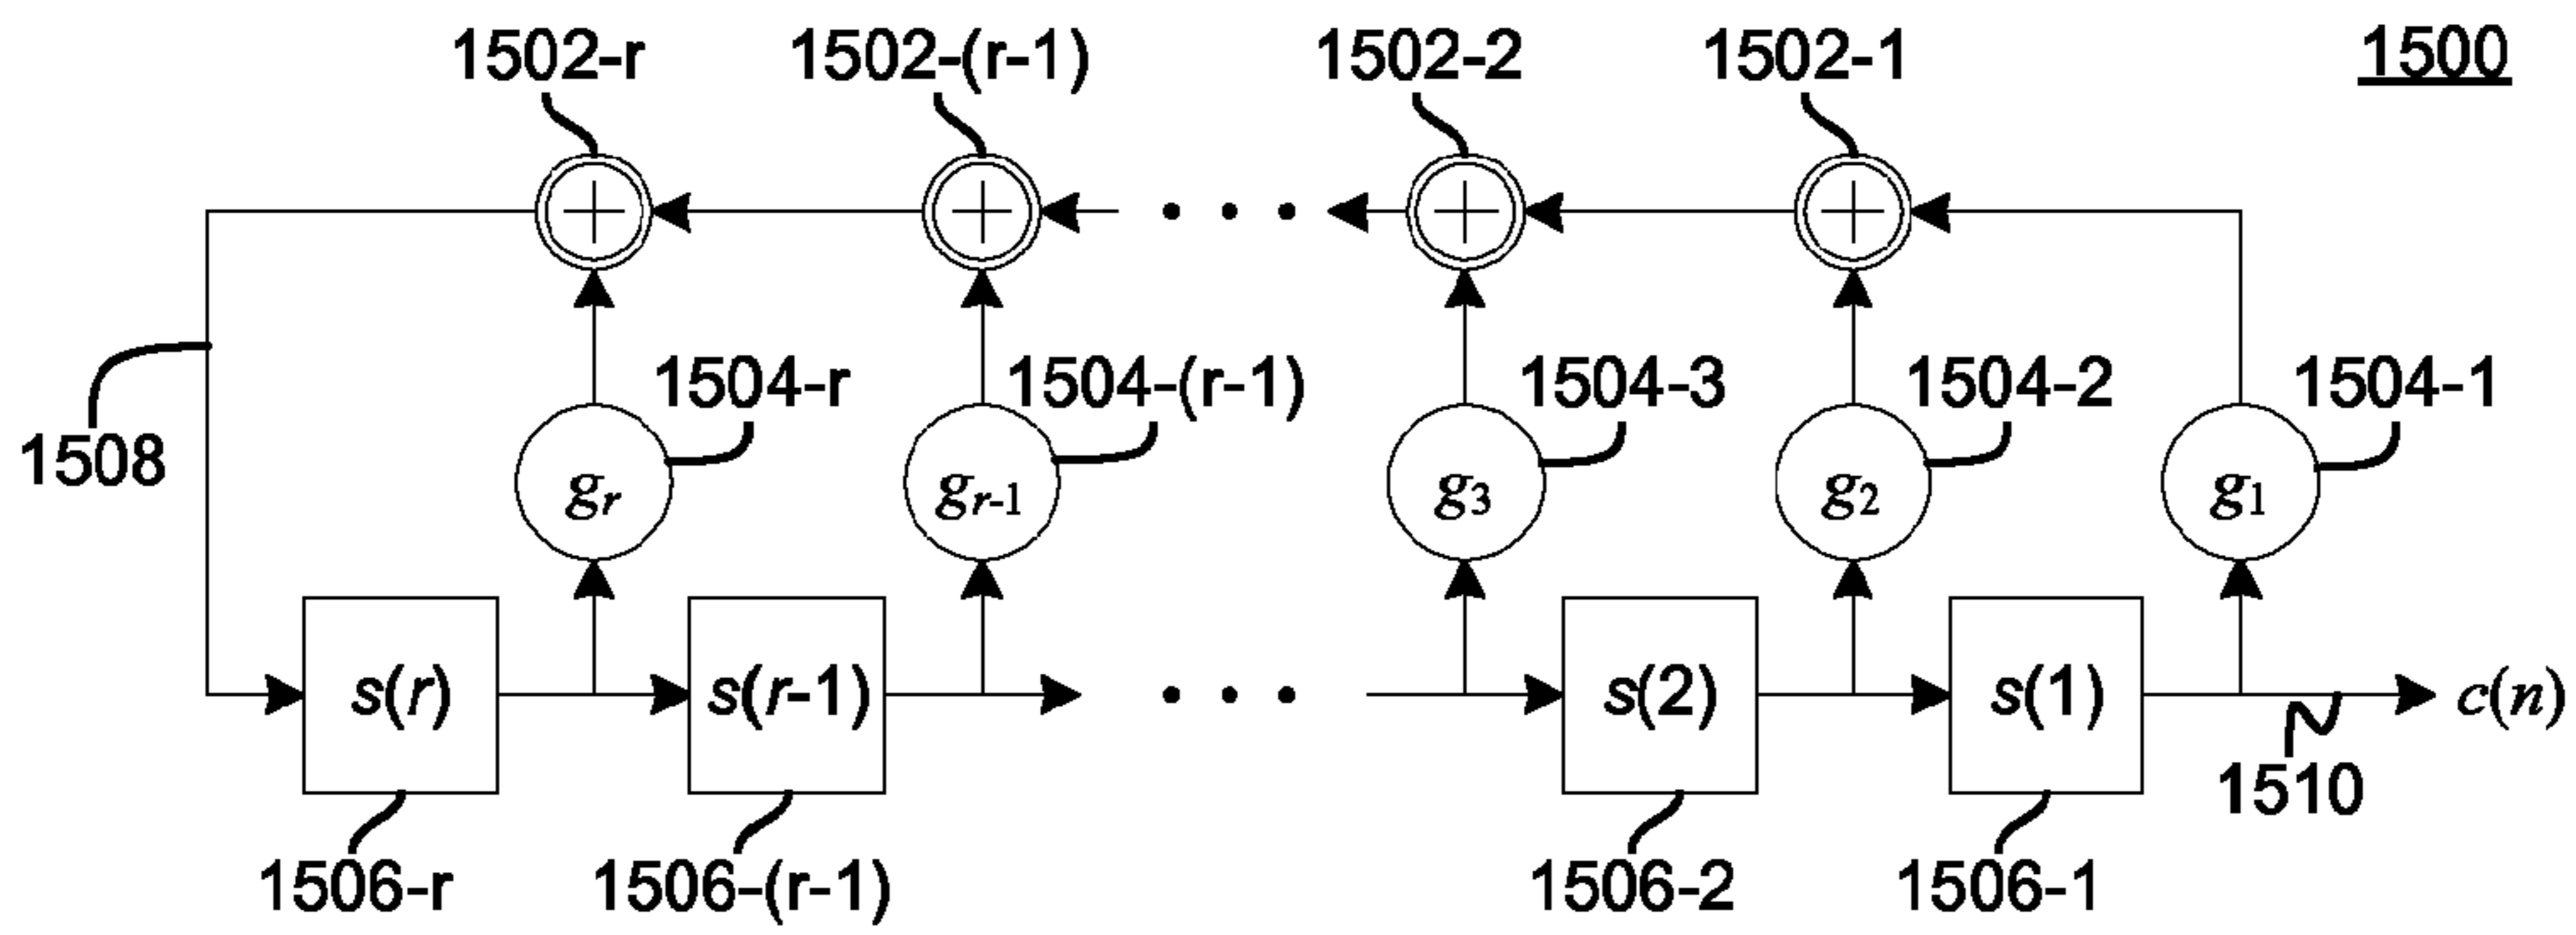 1502-r 1502-(r-1) 1502-2 1502-1 1500
+ + + +
1504-r 1504-(r-1) 1504-3 1504-2 1504-1
1508
gr gr-1 g3 g2 g1
s(r) s(r-1) s(2) s(1) c(n)
1510
1506-r 1506-(r-1) 1506-2 1506-1